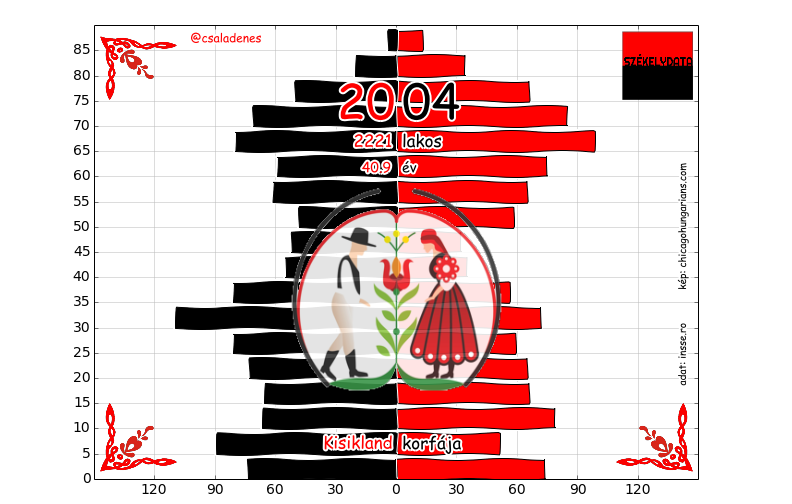 @csaladenes
SZÉKELYDATA
2004
2221 lakos
40.9 év
kép: chicagohungarians.com
adat: insse.ro
Kisikland korfája
85
80
75
70
65
60
55
50
45
40
35
30
25
20
15
10
5
0
120 90 60 30 0 30 60 90 120